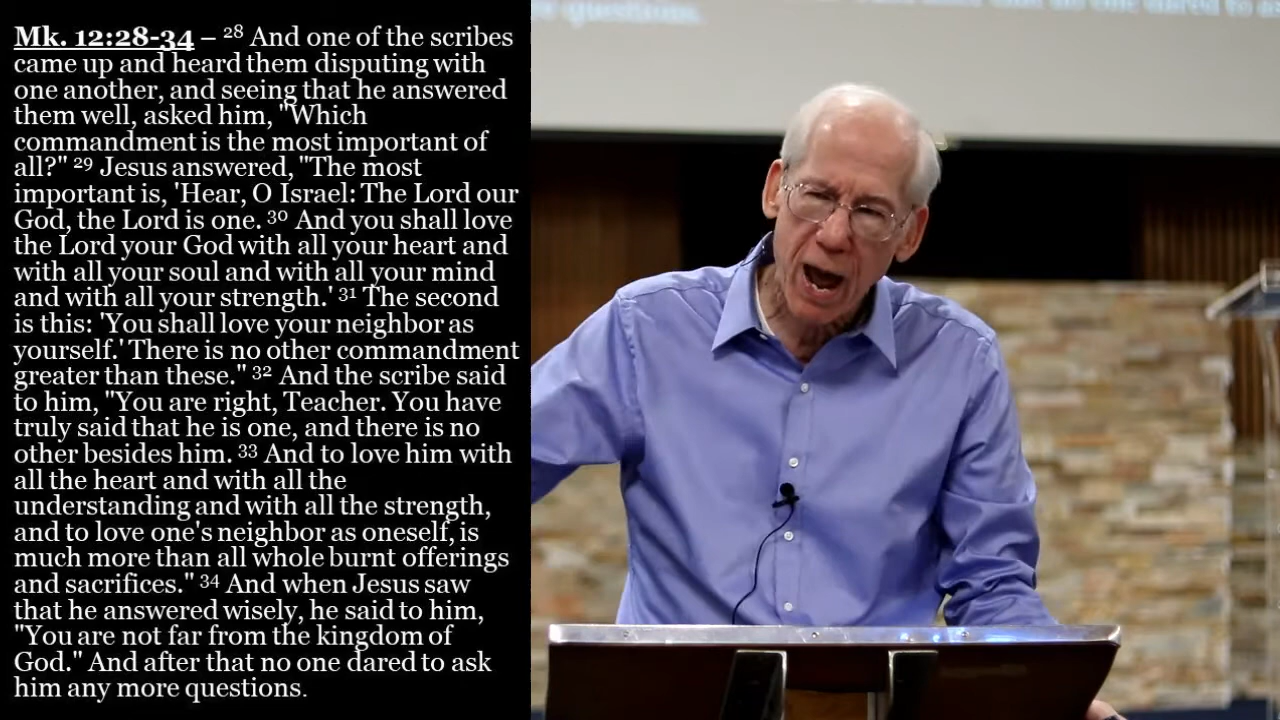 Mk. 12:28-34 – 28 And one of the scribes
came up and heard them disputing with
one another, and seeing that he answered
them well, asked him, "Which
commandment is the most important of
all?" 29 Jesus answered, "The most
important is, 'Hear, O Israel: The Lord our
God, the Lord is one. 30 And you shall love
the Lord your God with all your heart and
with all your soul and with all your mind
and with all your strength.' 31 The second
is this: 'You shall love your neighbor as
yourself.' There is no other commandment
greater than these." 32 And the scribe said
to him, "You are right, Teacher. You have
truly said that he is one, and there is no
other besides him. 33 And to love him with
all the heart and with all the
understanding and with all the strength,
and to love one's neighbor as oneself, is
much more than all whole burnt offerings
and sacrifices." 34 And when Jesus saw
that he answered wisely, he said to him,
"You are not far from the kingdom of
God." And after that no one dared to ask
him any more questions.
questions.